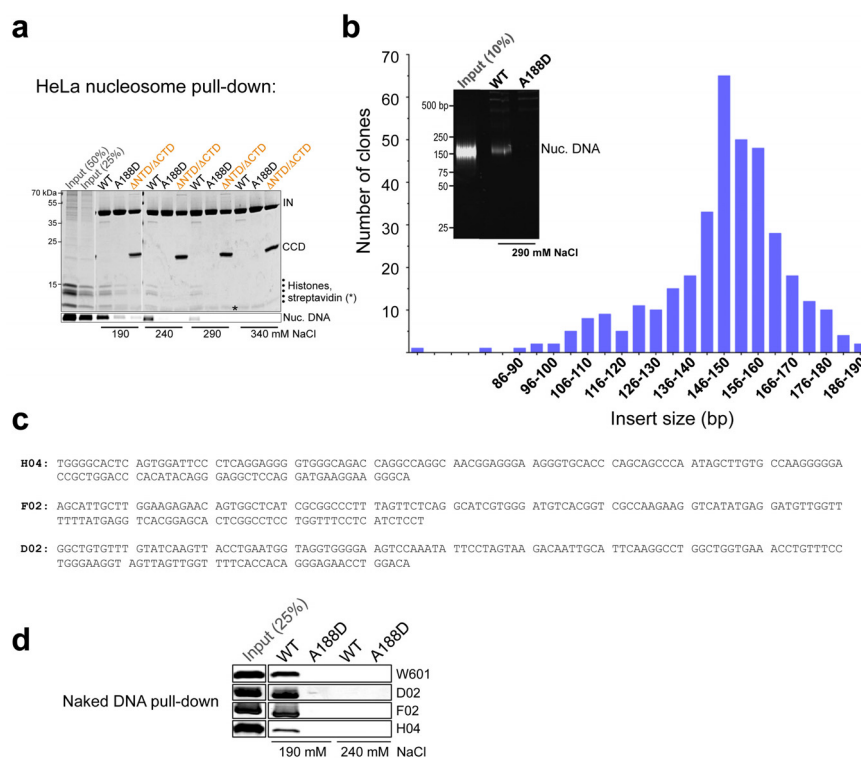 a
HeLa nucleosome pull-down:
Input (50%)
Input (25%)
WT
A188D
ΔNTD/ΔCTD
WT
A188D
ΔNTD/ΔCTD
WT
A188D
ΔNTD/ΔCTD
WT
A188D
ΔNTD/ΔCTD
70 kDa
55
35
25
15
IN
CCD
Histones,
streptavidin (*)
*
Nuc. DNA
190 240 290 340 mM NaCl
b
Number of clones
70
60
50
40
30
20
10
0
Input (10%)
WT
A188D
500 bp
250
150
75
50
25
Nuc. DNA
290 mM NaCl
86-90
96-100
106-110
116-120
126-130
136-140
146-150
156-160
166-170
176-180
186-190
Insert size (bp)
c
H04: TGGGGCACTC AGTGGATTCC CTCAGGAGGG GTGGGCAGAC CAGGCCAGGC AACGGAGGGA AGGGTGCACC CAGCAGCCCA ATAGCTTGTG CCAAGGGGGA
CCGCTGGACC CACATACAGG GAGGCTCCAG GATGAAGGAA GGGCA
F02: AGCATTGCTT GGAAGAGAAC AGTGGCTCAT CGCGGCCCTT TAGTTCTCAG GCATCGTGGG ATGTCACGGT CGCCAAGAAG GTCATATGAG GATGTTGGTT
TTTTATGAGG TCACGGAGCA CTCGGCCTCC TGGTTTCCTC ATCTCCT
D02: GGCTGTGTTT GTATCAAGTT ACCTGAATGG TAGGTGGGGA AGTCCAAATA TTCCTAGTAA GACAATTGCA TTCAAGGCCT GGCTGGTGAA ACCTGTTTCC
TGGGAAGGT AGTTAGTTGGT TTTCACCACA GGGAGAACCT GGACA
d
Naked DNA pull-down
Input (25%)
WT
A188D
WT
A188D
W601
D02
F02
H04
190 mM 240 mM NaCl